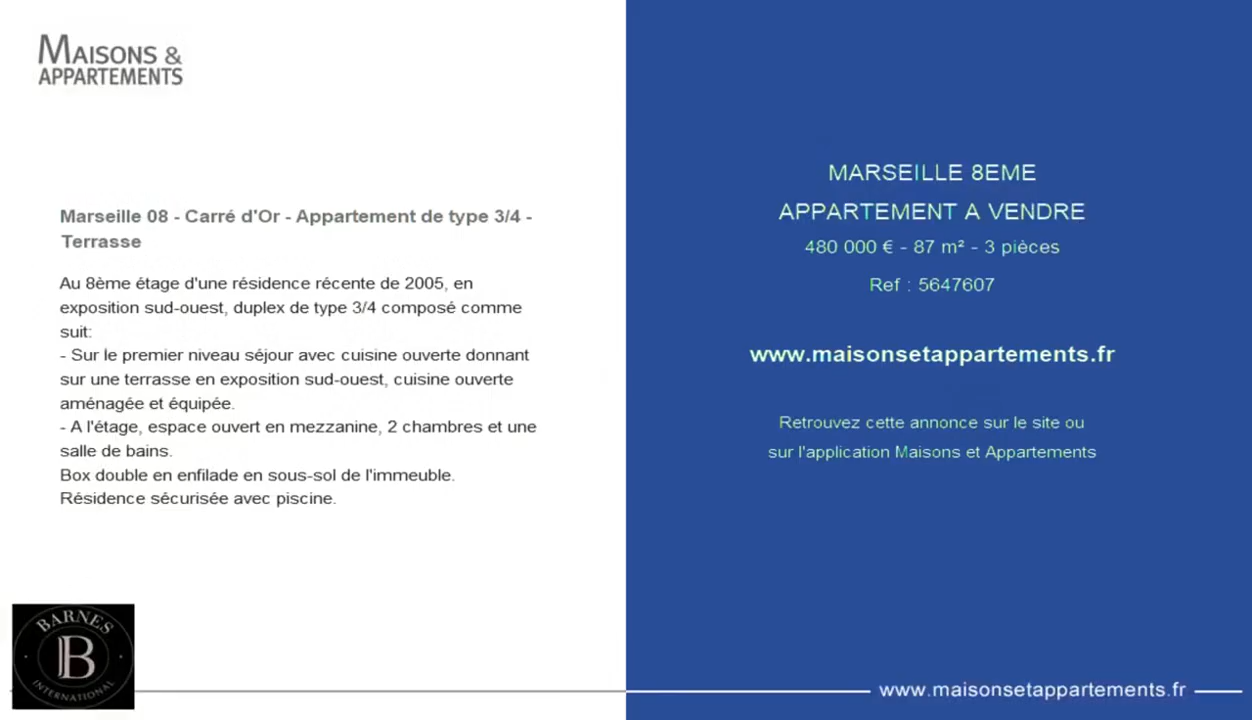 MAISONS &
APPARTEMENTS
Marseille 08 - Carré d'Or - Appartement de type 3/4 -
Terrasse
Au 8ème étage d'une résidence récente de 2005, en
exposition sud-ouest, duplex de type 3/4 composé comme
suit:
- Sur le premier niveau séjour avec cuisine ouverte donnant
sur une terrasse en exposition sud-ouest, cuisine ouverte
aménagée et équipée.
- A l'étage, espace ouvert en mezzanine, 2 chambres et une
salle de bains.
Box double en enfilade en sous-sol de l'immeuble.
Résidence sécurisée avec piscine.
BARNES
B
INTERNATIONAL
MARSEILLE 8EME
APPARTEMENT A VENDRE
480 000 € - 87 m² - 3 pièces
Ref : 5647607
www.maisonsetappartements.fr
Retrouvez cette annonce sur le site ou
sur l'application Maisons et Appartements
www.maisonsetappartements.fr